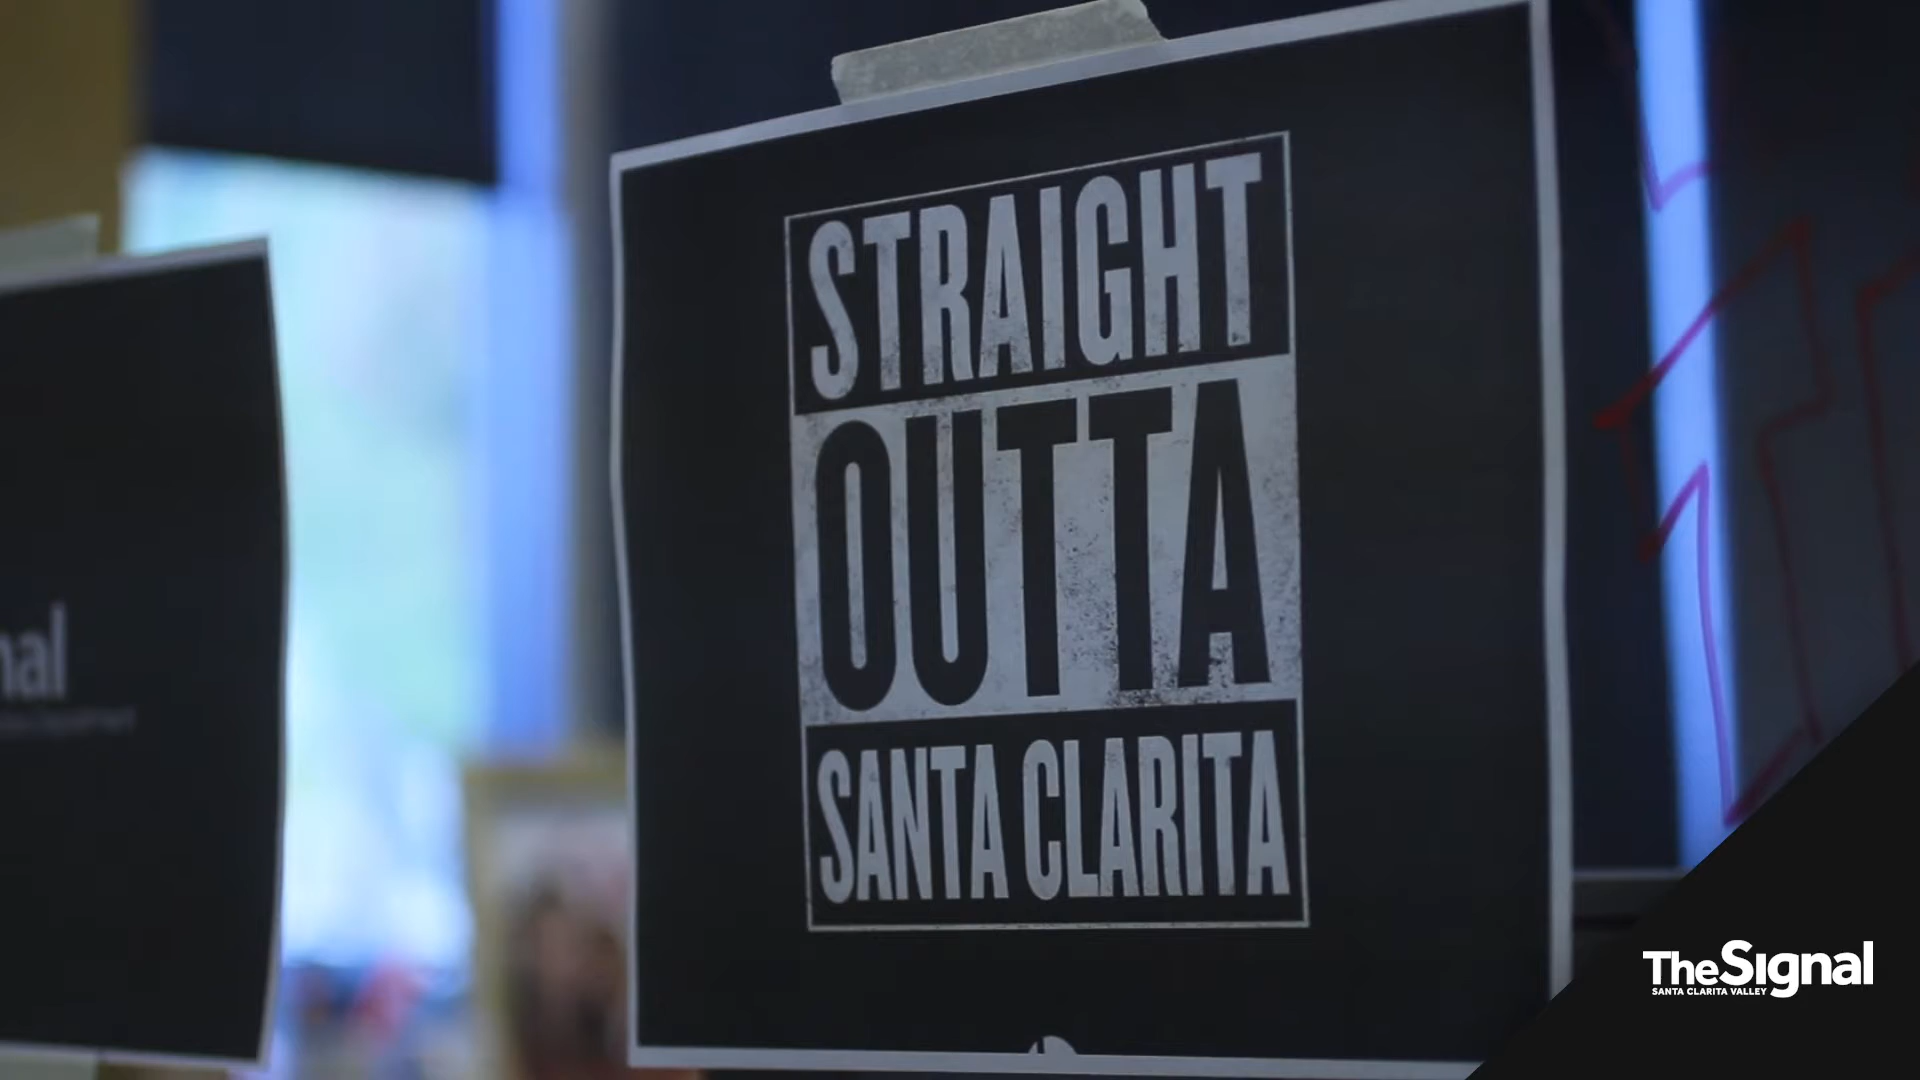 STRAIGHT
OUTTA
SANTA CLARITA
nal
TheSignal
SANTA CLARITA VALLEY